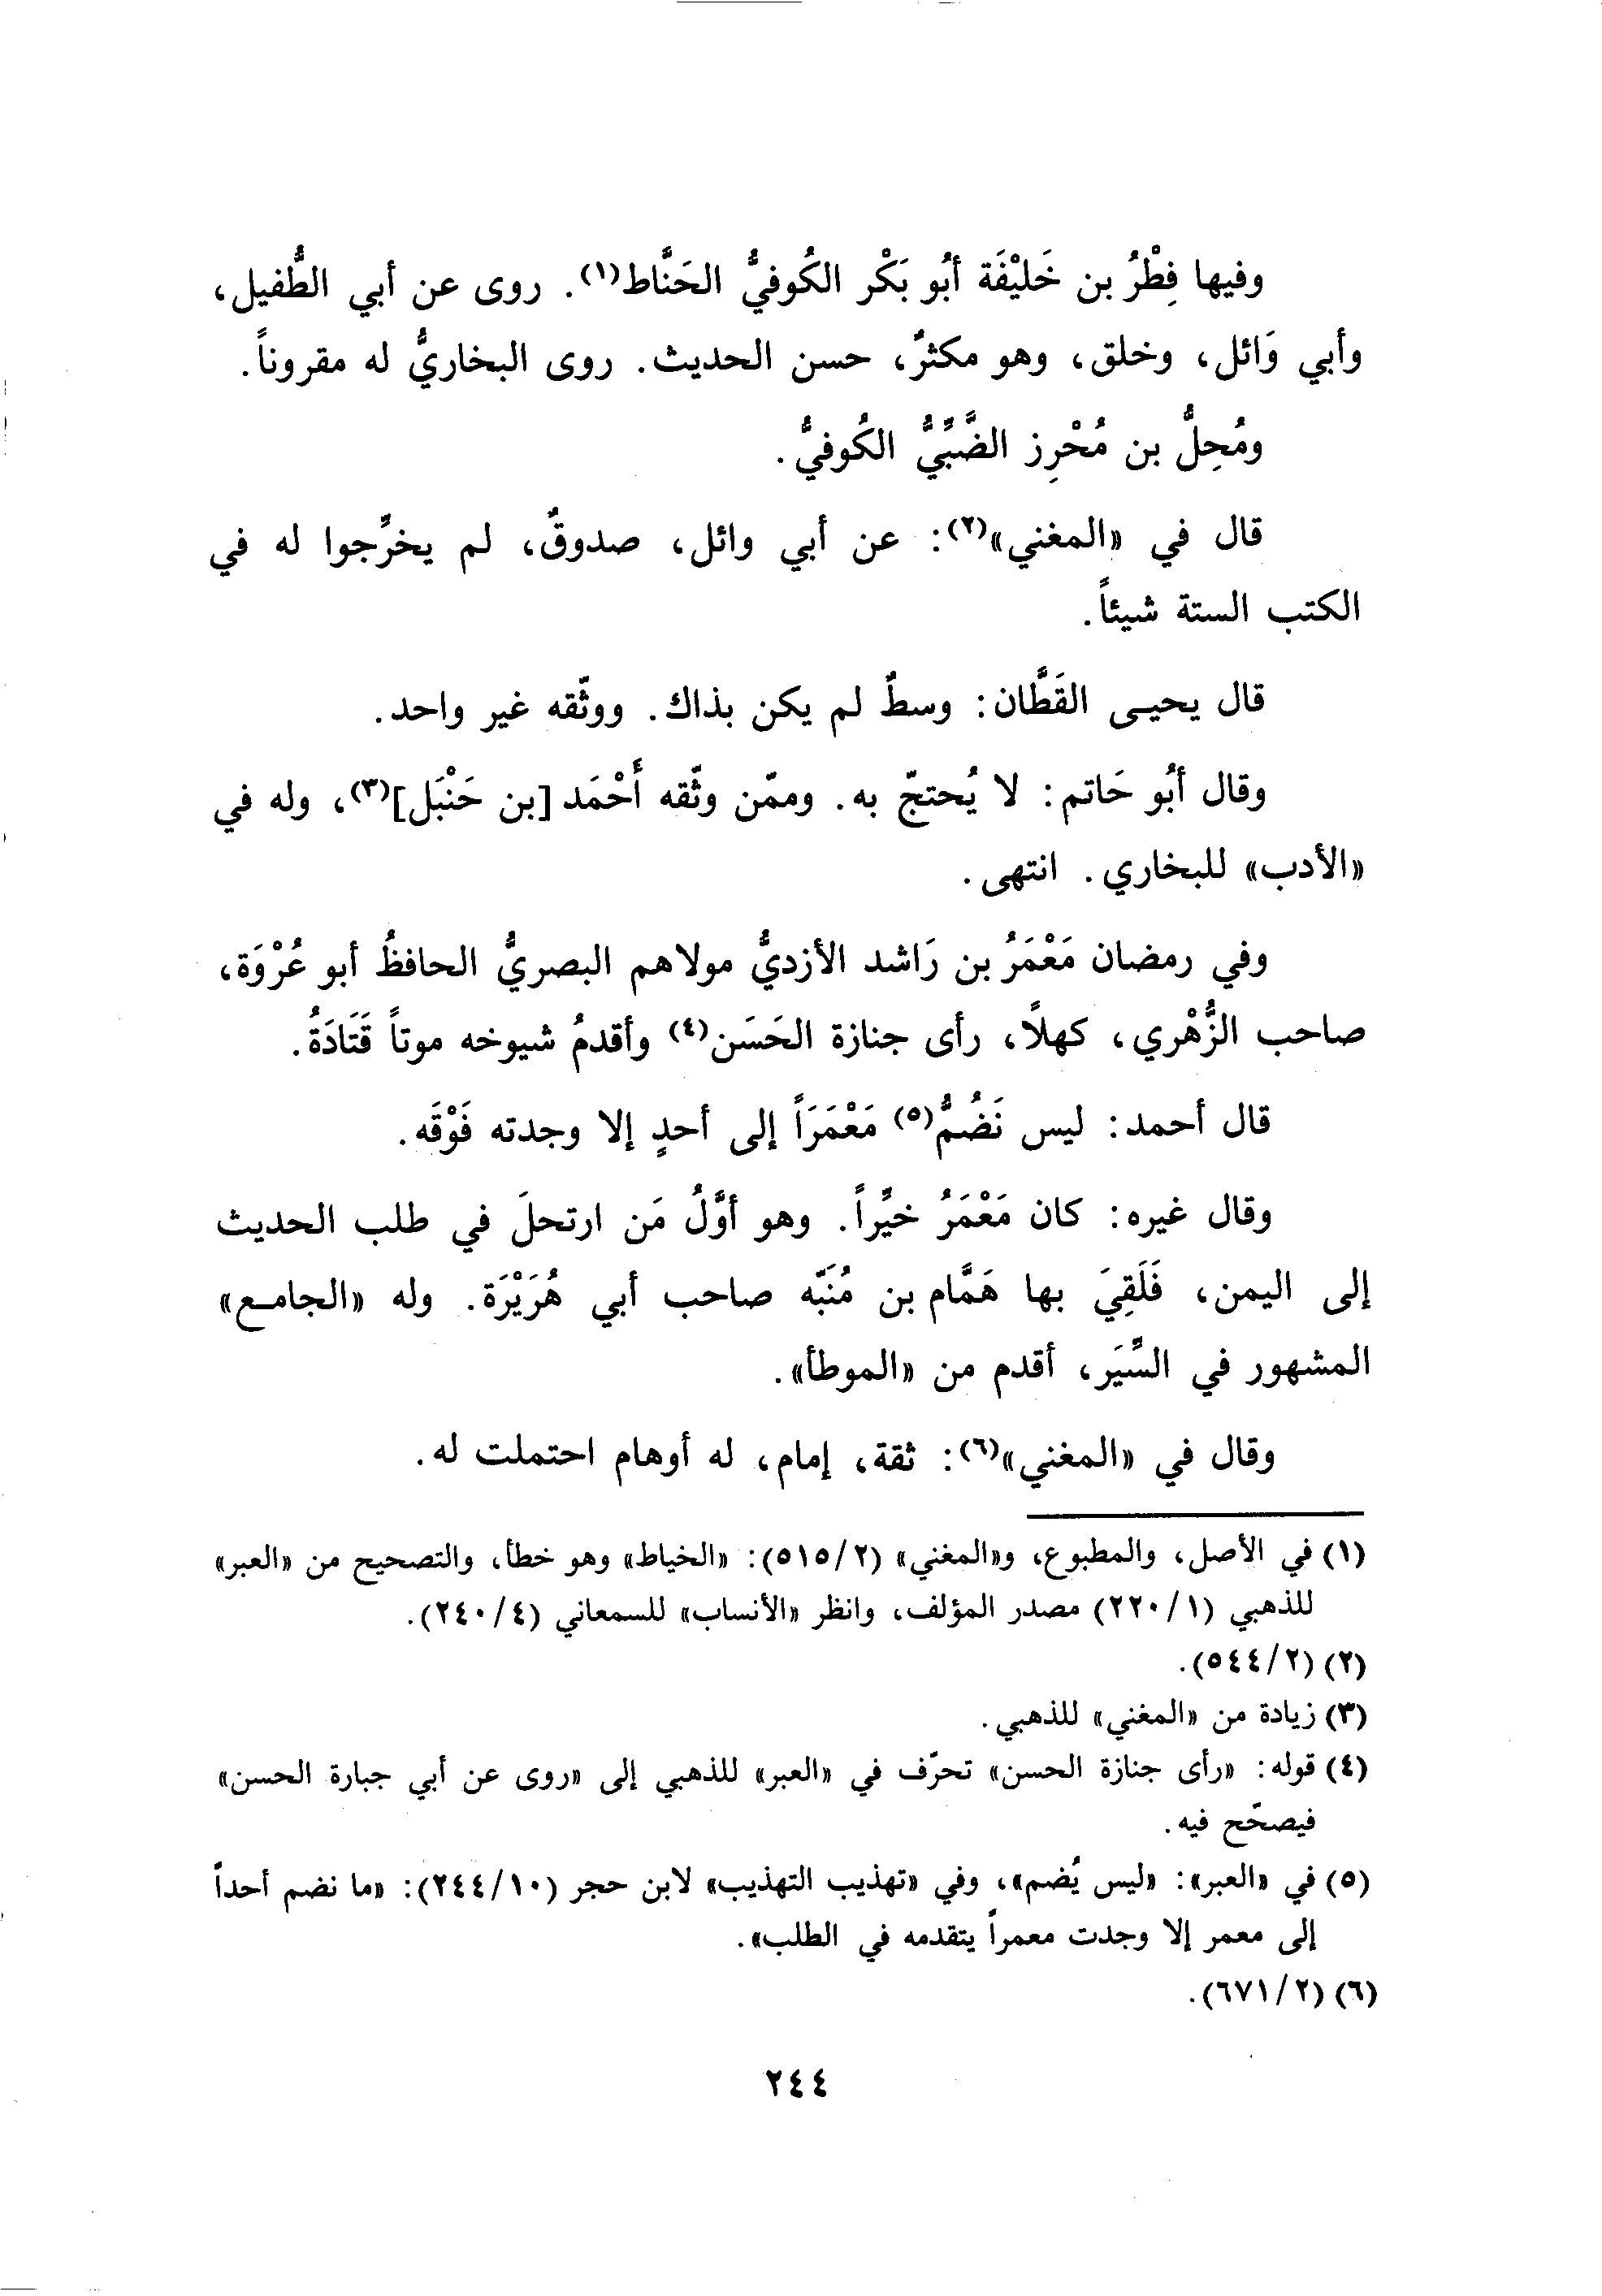 وفيها فِطْرُ بن خَليْفَة أبُو بَكْر الكُوفيُّ الحَنَّاط(١). روى عن أبي الطُّفيل،
وأبي وَائل، وخلق، وهو مكثرٌ، حسن الحديث. روى البخاريُّ له مقروناً.
ومُحِلُّ بن مُحْرِز الضَّبِّيُّ الكُوفيُّ.
قال في «المغني»(٢): عن أبي وائل، صدوقٌ، لم يخرِّجوا له في
الكتب الستة شيئاً.
قال يحيـى القَطَّان: وسطٌ لم يكن بذاك. ووثّقه غير واحد.
وقال أبُو حَاتم: لا يُحتجّ به. وممّن وثّقه أَحْمَد [بن حَنْبَل](٣)، وله في
«الأدب» للبخاري. انتهى.
وفي رمضان مَعْمَرُ بن رَاشد الأزديُّ مولاهم البصريُّ الحافظُ أبو عُرْوَة،
صاحب الزُّهْري، كهلاً، رأى جنازة الحَسَن(٤) وأقدمُ شيوخه موتاً قَتَادَةُ.
قال أحمد: ليس نَضُمُّ(٥) مَعْمَرَاً إلى أحدٍ إلا وجدته فَوْقَه.
وقال غيره: كان مَعْمَرُ خيِّراً. وهو أوَّلُ مَن ارتحلَ في طلب الحديث
إلى اليمن، فَلَقِيَ بها هَمَّام بن مُنَبِّه صاحب أبي هُرَيْرَة. وله «الجامـع»
المشهور في السِّيَر، أقدم من «الموطأ».
وقال في «المغني»(٦): ثقة، إمام، له أوهام احتملت له.
(١) في الأصل، والمطبوع، و«المغني» (٥١٥/٢): «الخياط» وهو خطأ، والتصحيح من «العبر»
للذهبي (٢٢٠/١) مصدر المؤلف، وانظر «الأنساب» للسمعاني (٢٤٠/٤).
(٢) (٥٤٤/٢).
(٣) زيادة من «المغني» للذهبي.
(٤) قوله: «رأى جنازة الحسن» تحرّف في «العبر» للذهبي إلى «روى عن أبي جبارة الحسن»
فيصحّح فيه.
(٥) في «العبر»: «ليس يُضم»، وفي «تهذيب التهذيب» لابن حجر (٢٤٤/١٠): «ما نضم أحداً
إلى معمر إلا وجدت معمراً يتقدمه في الطلب».
(٦) (٦٧١/٢).
٢٤٤